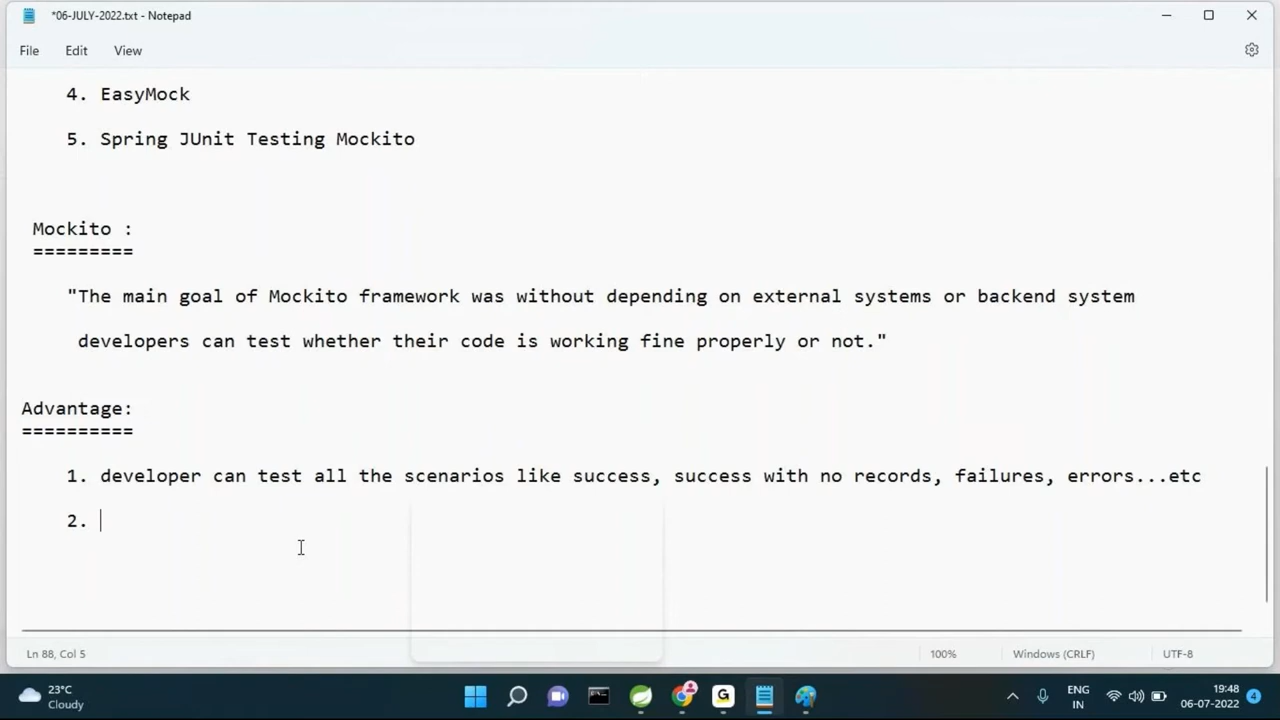 *06-JULY-2022.txt - Notepad
File Edit View
4. EasyMock
5. Spring JUnit Testing Mockito
Mockito :
=========
"The main goal of Mockito framework was without depending on external systems or backend system
developers can test whether their code is working fine properly or not."
Advantage:
==========
1. developer can test all the scenarios like success, success with no records, failures, errors...etc
2.
Ln 88, Col 5 100% Windows (CRLF) UTF-8
23°C
Cloudy
ENG
IN
19:48
06-07-2022
4